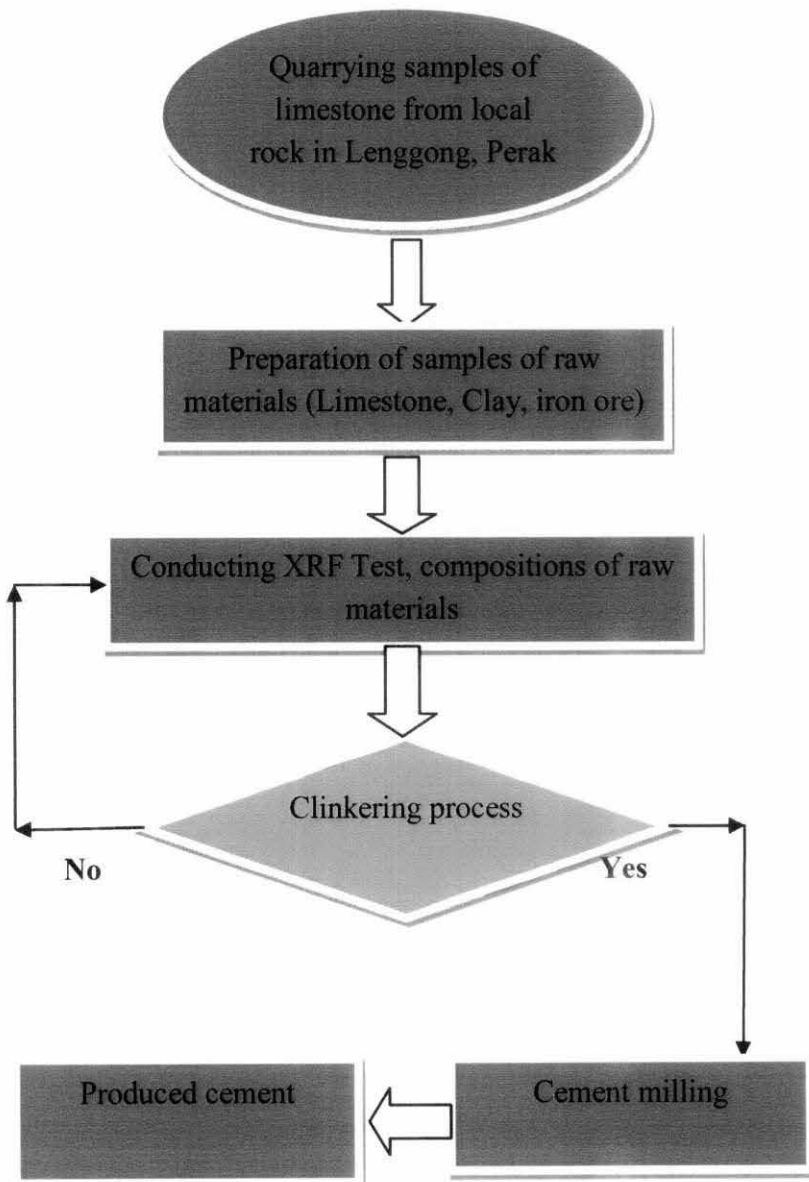 Quarrying samples of
limestone from local
rock in Lenggong, Perak
Preparation of samples of raw
materials (Limestone, Clay, iron ore)
Conducting XRF Test, compositions of raw
materials
Clinkering process
No
Yes
Produced cement
Cement milling